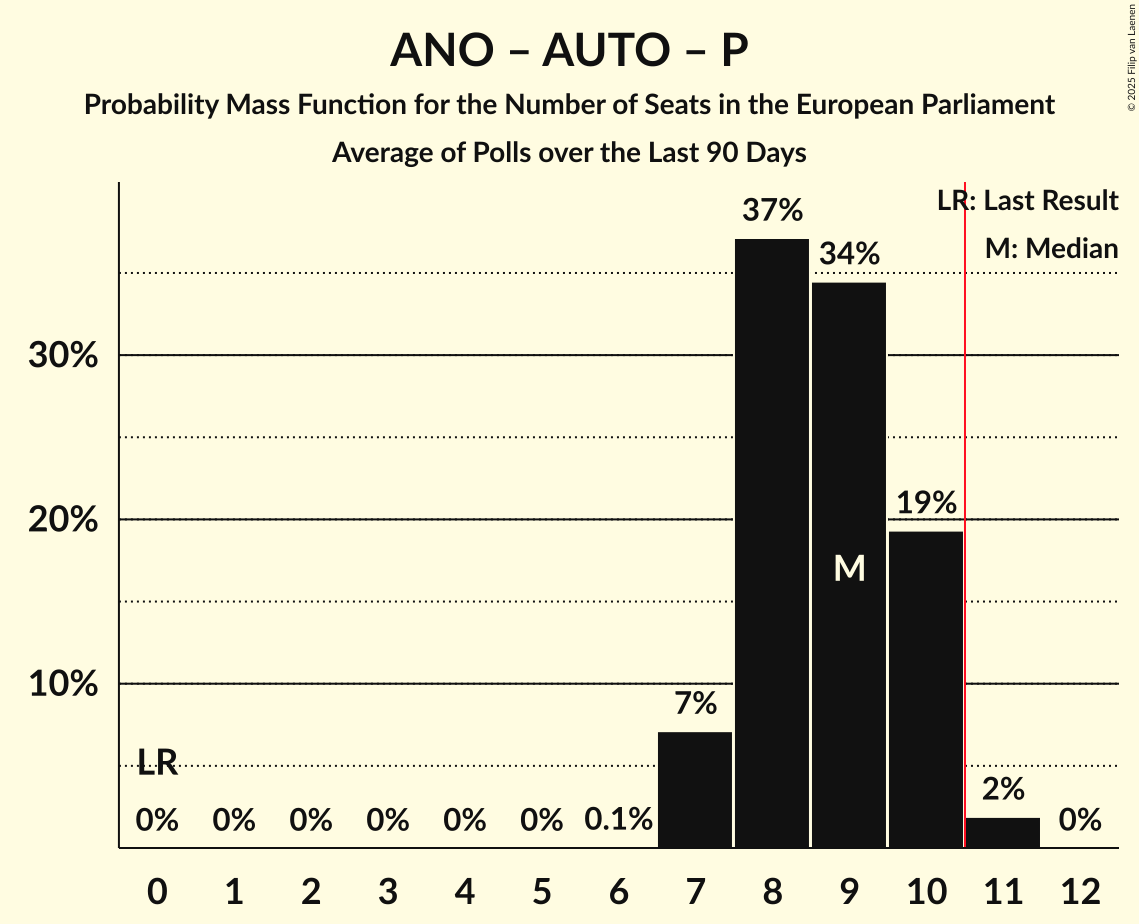 ANO – AUTO – P
Probability Mass Function for the Number of Seats in the European Parliament
Average of Polls over the Last 90 Days
© 2025 Filip van Laenen
LR: Last Result
M: Median
37%
34%
30%
19%
20%
M
10%
7%
LR
2%
0% 0% 0% 0% 0% 0% 0.1% 0%
0 1 2 3 4 5 6 7 8 9 10 11 12